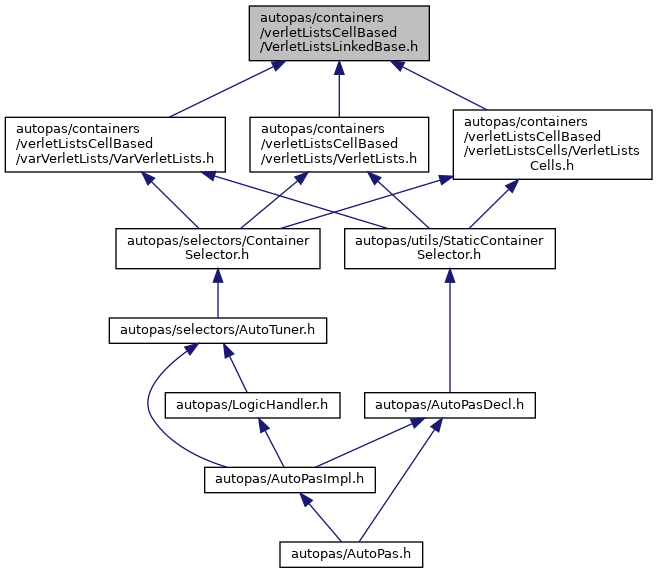 autopas/containers
/verletListsCellBased
/VerletListsLinkedBase.h
autopas/containers
/verletListsCellBased
/varVerletLists/VarVerletLists.h
autopas/containers
/verletListsCellBased
/verletLists/VerletLists.h
autopas/containers
/verletListsCellBased
/verletListsCells/VerletLists
Cells.h
autopas/selectors/Container
Selector.h
autopas/utils/StaticContainer
Selector.h
autopas/selectors/AutoTuner.h
autopas/LogicHandler.h
autopas/AutoPasDecl.h
autopas/AutoPasImpl.h
autopas/AutoPas.h